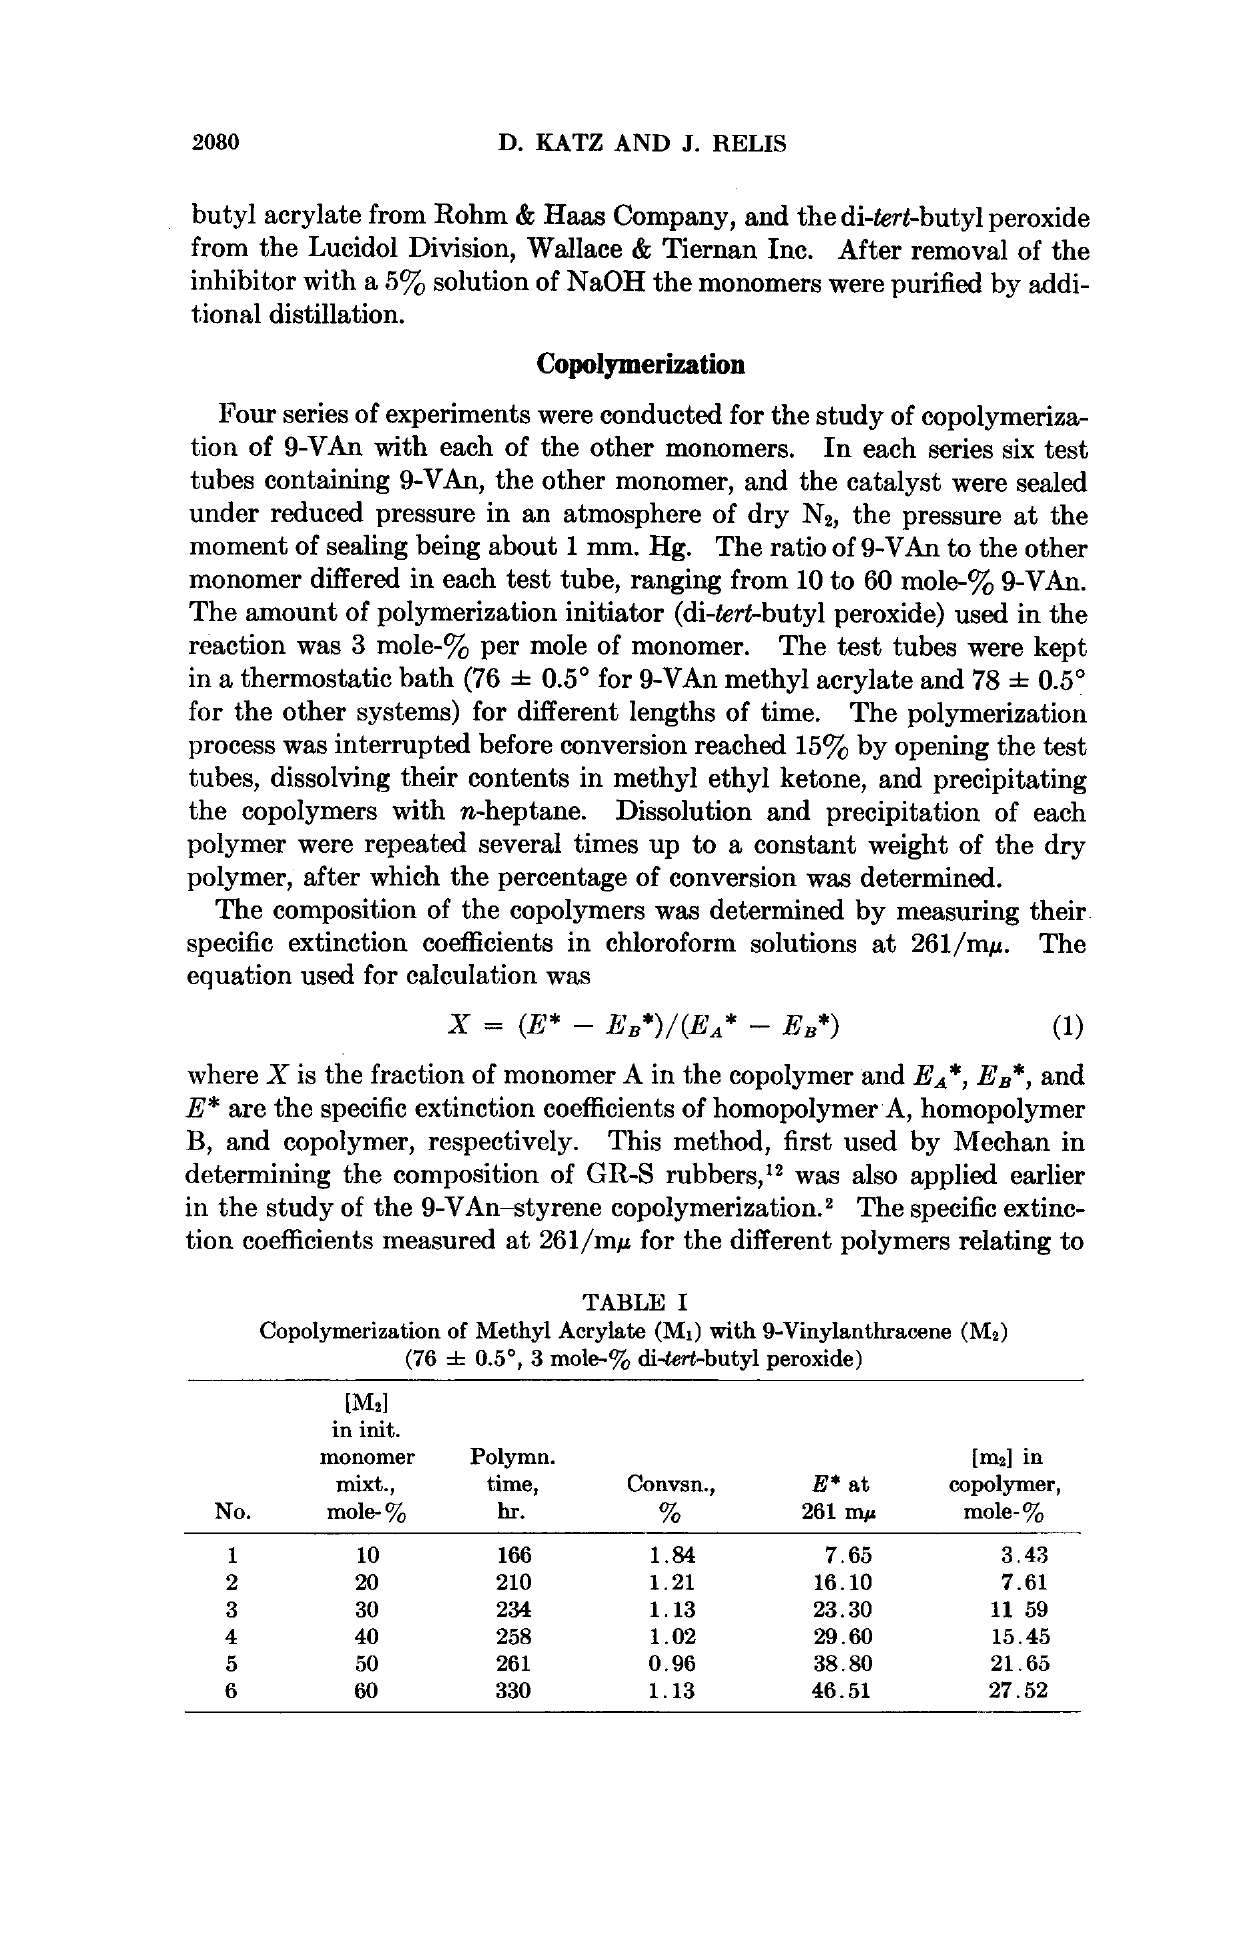 2080 D. KATZ AND J. RELIS
butyl acrylate from Rohm & Haas Company, and the di-tert-butyl peroxide
from the Lucidol Division, Wallace & Tiernan Inc. After removal of the
inhibitor with a 5% solution of NaOH the monomers were purified by addi-
tional distillation.
Copolymerization
Four series of experiments were conducted for the study of copolymeriza-
tion of 9-VAn with each of the other monomers. In each series six test
tubes containing 9-VAn, the other monomer, and the catalyst were sealed
under reduced pressure in an atmosphere of dry N₂, the pressure at the
moment of sealing being about 1 mm. Hg. The ratio of 9-VAn to the other
monomer differed in each test tube, ranging from 10 to 60 mole-% 9-VAn.
The amount of polymerization initiator (di-tert-butyl peroxide) used in the
reaction was 3 mole-% per mole of monomer. The test tubes were kept
in a thermostatic bath (76 ± 0.5° for 9-VAn methyl acrylate and 78 ± 0.5°
for the other systems) for different lengths of time. The polymerization
process was interrupted before conversion reached 15% by opening the test
tubes, dissolving their contents in methyl ethyl ketone, and precipitating
the copolymers with n-heptane. Dissolution and precipitation of each
polymer were repeated several times up to a constant weight of the dry
polymer, after which the percentage of conversion was determined.
The composition of the copolymers was determined by measuring their
specific extinction coefficients in chloroform solutions at 261/mμ. The
equation used for calculation was
X = (E* − E_B*)/(E_A* − E_B*) (1)
where X is the fraction of monomer A in the copolymer and E_A*, E_B*, and
E* are the specific extinction coefficients of homopolymer A, homopolymer
B, and copolymer, respectively. This method, first used by Mechan in
determining the composition of GR-S rubbers,¹² was also applied earlier
in the study of the 9-VAn–styrene copolymerization.² The specific extinc-
tion coefficients measured at 261/mμ for the different polymers relating to
TABLE I
Copolymerization of Methyl Acrylate (M₁) with 9-Vinylanthracene (M₂)
(76 ± 0.5°, 3 mole-% di-tert-butyl peroxide)
[M₂]
in init.
monomer Polymn. [m₂] in
mixt., time, Convsn., E* at copolymer,
No. mole-% hr. % 261 mμ mole-%
1 10 166 1.84 7.65 3.43
2 20 210 1.21 16.10 7.61
3 30 234 1.13 23.30 11 59
4 40 258 1.02 29.60 15.45
5 50 261 0.96 38.80 21.65
6 60 330 1.13 46.51 27.52